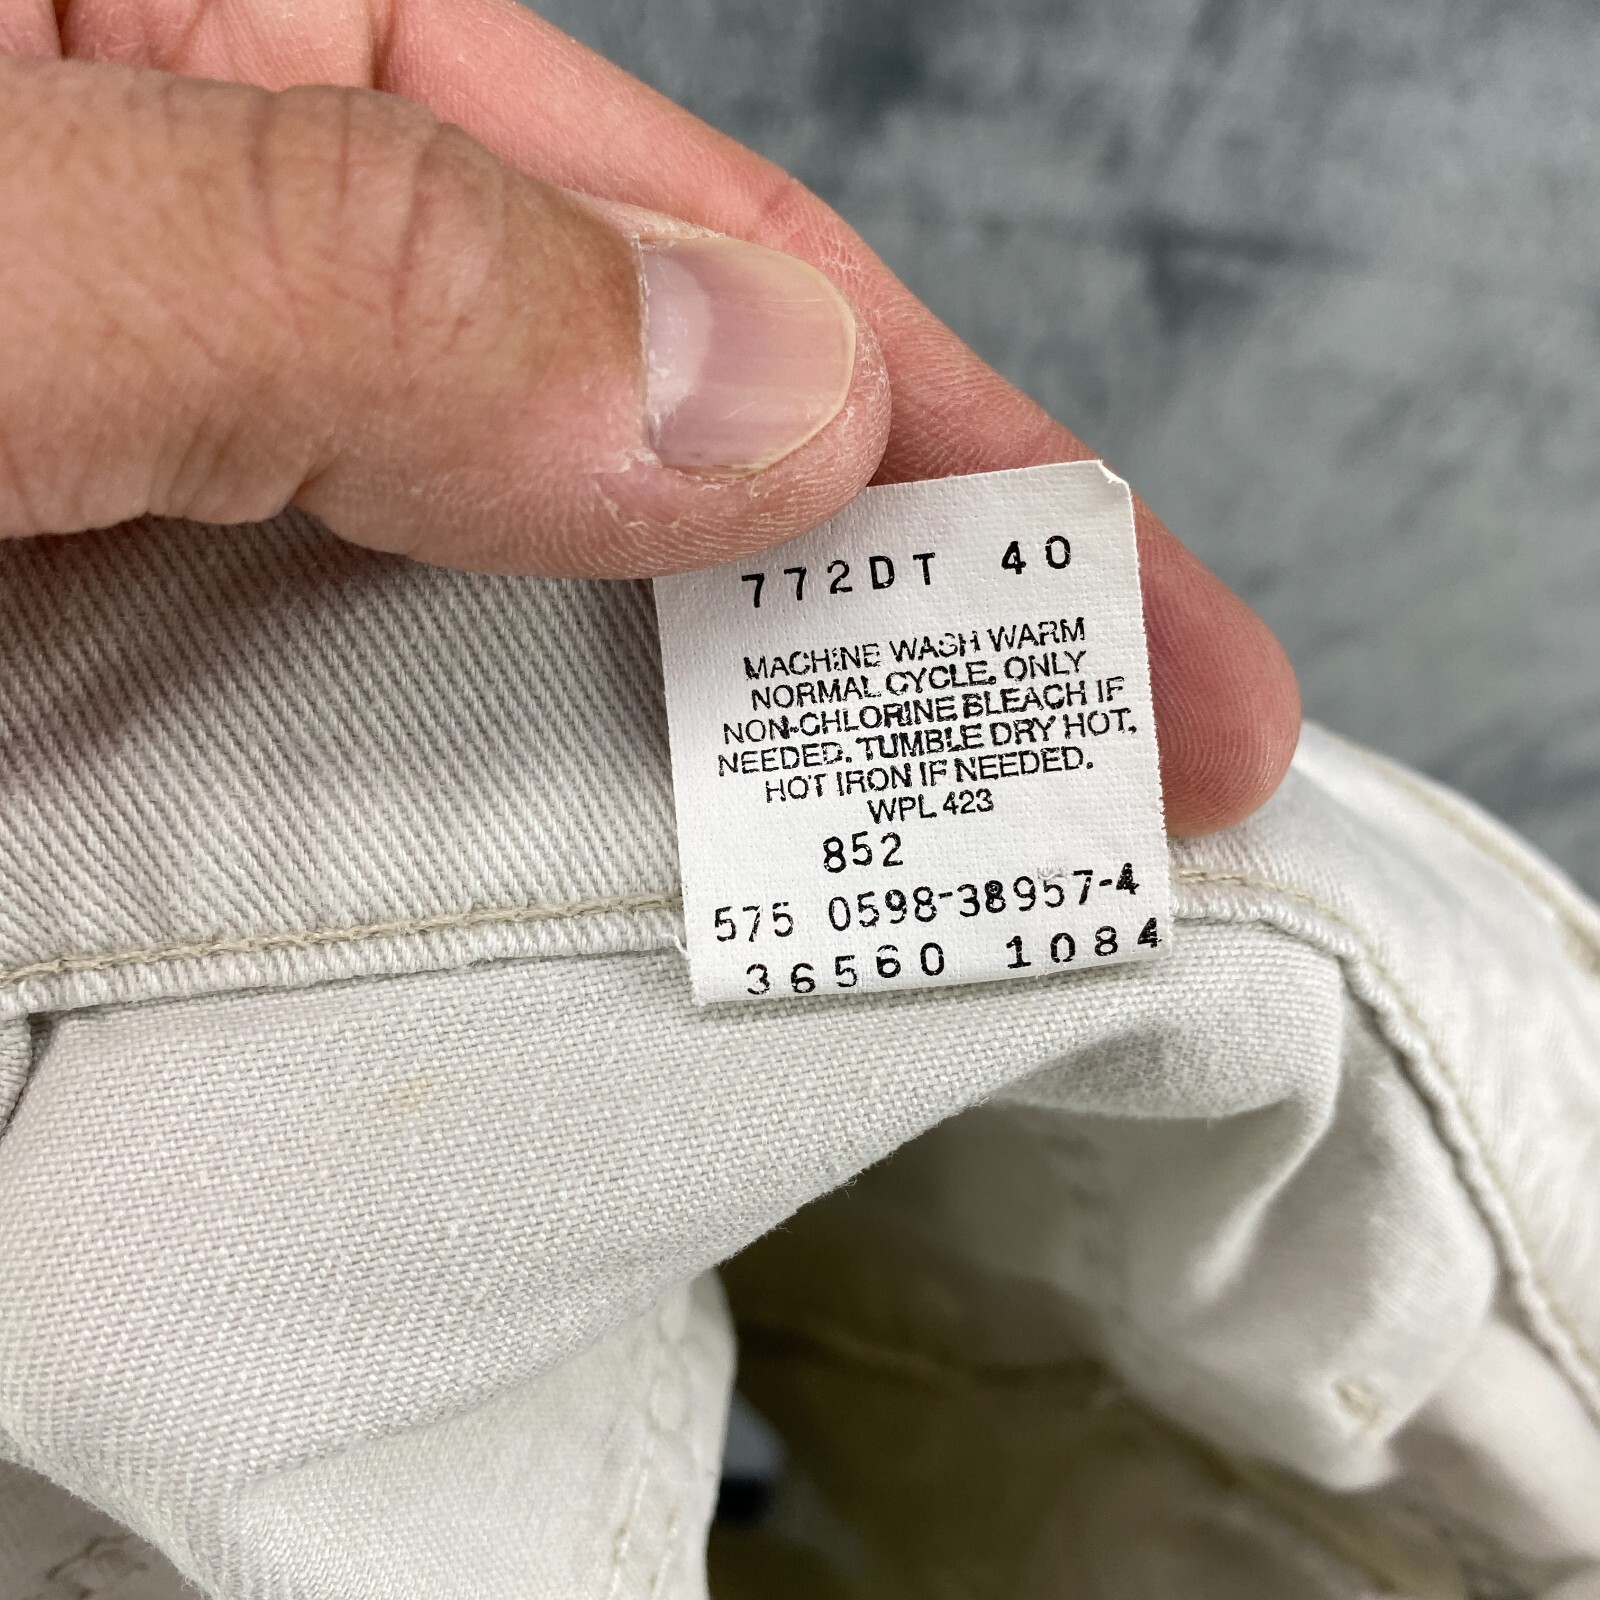 772DT 40
MACHINE WASH WARM
NORMAL CYCLE. ONLY
NON-CHLORINE BLEACH IF
NEEDED. TUMBLE DRY HOT.
HOT IRON IF NEEDED.
WPL 423
852
575 0598-38957-4
36560 1084